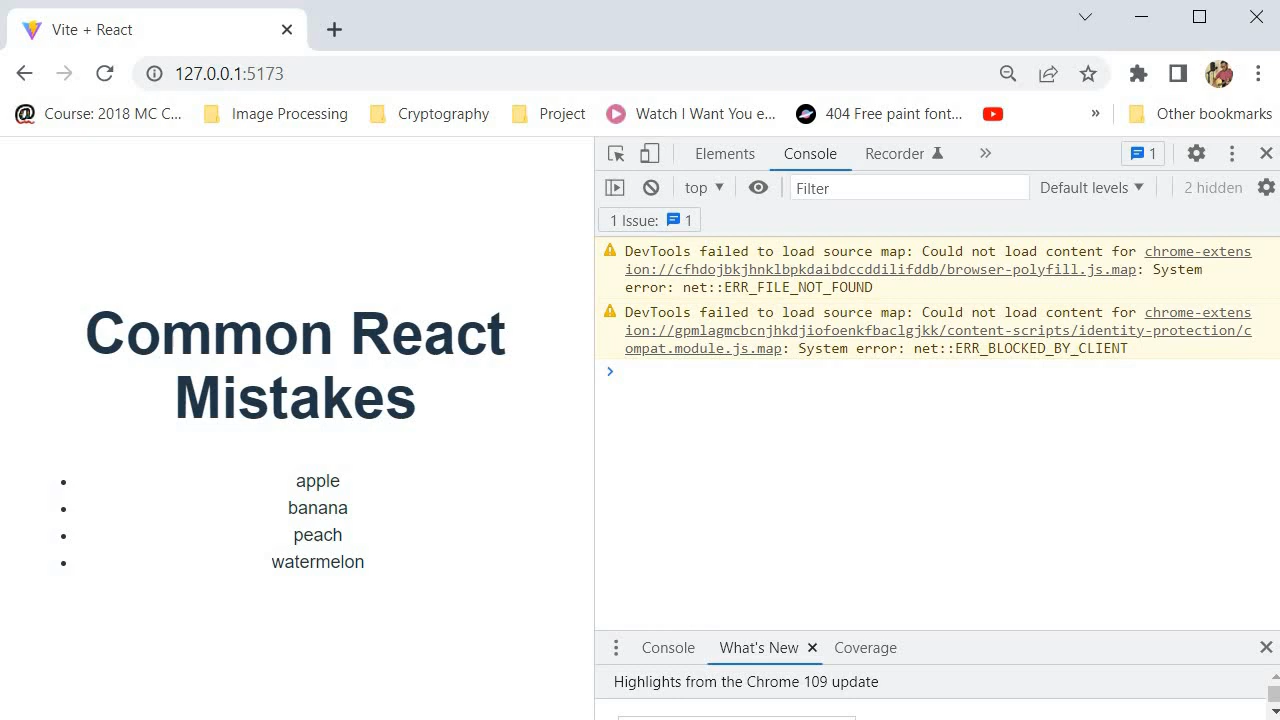 Vite + React
127.0.0.1:5173
Course: 2018 MC C...
Image Processing
Cryptography
Project
Watch I Want You e...
404 Free paint font...
»
Other bookmarks
Common React
Mistakes
• apple
• banana
• peach
• watermelon
Elements
Console
Recorder
»
1
top
Filter
Default levels
2 hidden
1 Issue: 1
DevTools failed to load source map: Could not load content for chrome-extens
ion://cfhdojbkjhnklbpkdaibdccddilifddb/browser-polyfill.js.map: System
error: net::ERR_FILE_NOT_FOUND
DevTools failed to load source map: Could not load content for chrome-extens
ion://gpmlagmcbcnjhkdjiofoenkfbaclgjkk/content-scripts/identity-protection/c
ompat.module.js.map: System error: net::ERR_BLOCKED_BY_CLIENT
Console
What's New
Coverage
Highlights from the Chrome 109 update